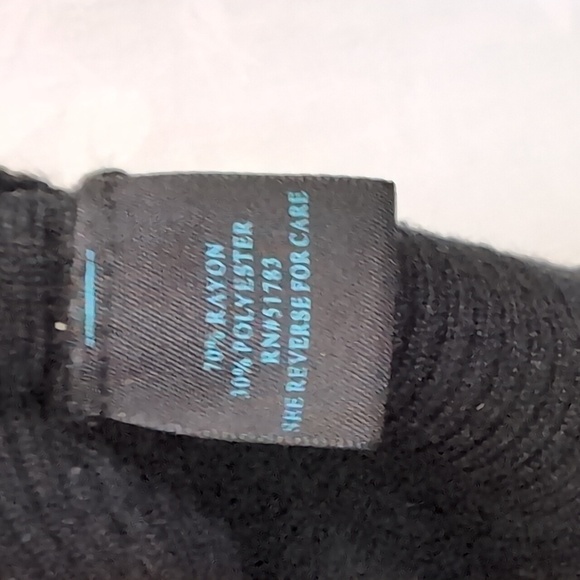 70% RAYON
30% POLYESTER
RN#51783
SEE REVERSE FOR CARE